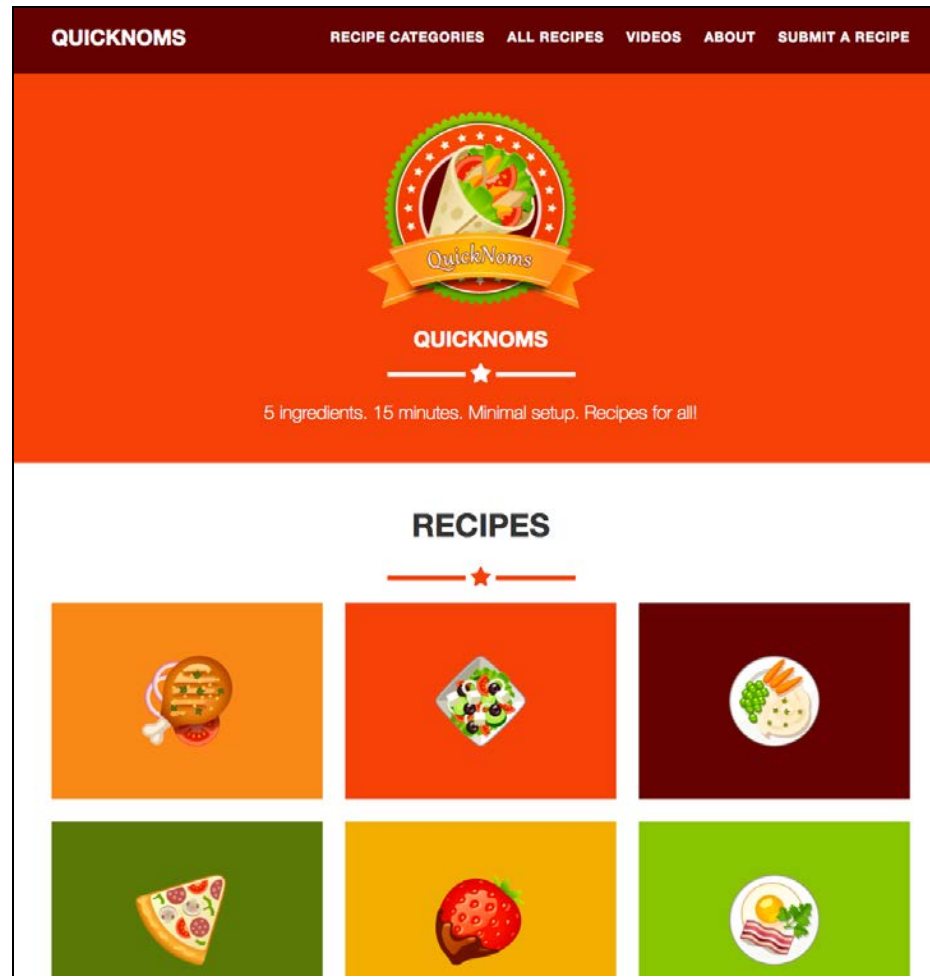 QUICKNOMS RECIPE CATEGORIES ALL RECIPES VIDEOS ABOUT SUBMIT A RECIPE
QuickNoms
QUICKNOMS
5 ingredients. 15 minutes. Minimal setup. Recipes for all!
RECIPES